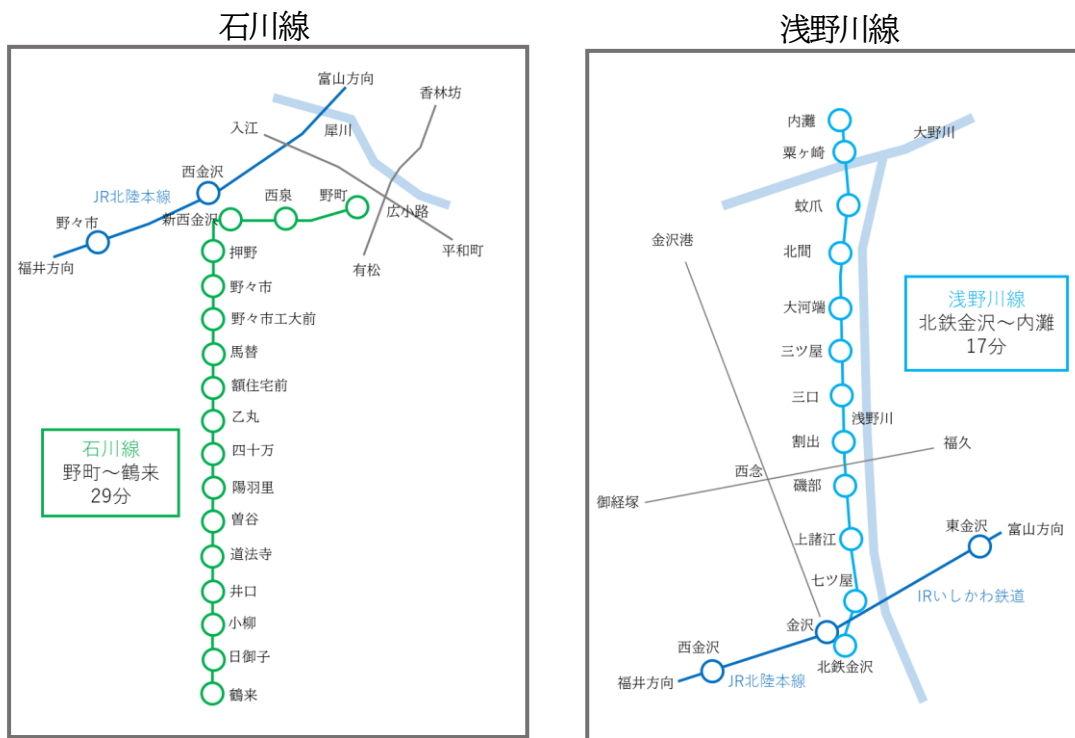 石川線
富山方向
香林坊
入江
犀川
西金沢
JR北陸本線
西泉
野町
野々市
新西金沢
広小路
福井方向
押野
有松
平和町
野々市
野々市工大前
馬替
額住宅前
乙丸
石川線
野町～鶴来
29分
四十万
陽羽里
曽谷
道法寺
井口
小柳
日御子
鶴来
浅野川線
内灘
大野川
粟ヶ崎
蚊爪
金沢港
北間
大河端
浅野川線
北鉄金沢～内灘
17分
三ツ屋
三口
浅野川
割出
福久
西念
磯部
御経塚
上諸江
東金沢
富山方向
七ツ屋
IRいしかわ鉄道
金沢
西金沢
北鉄金沢
福井方向
JR北陸本線